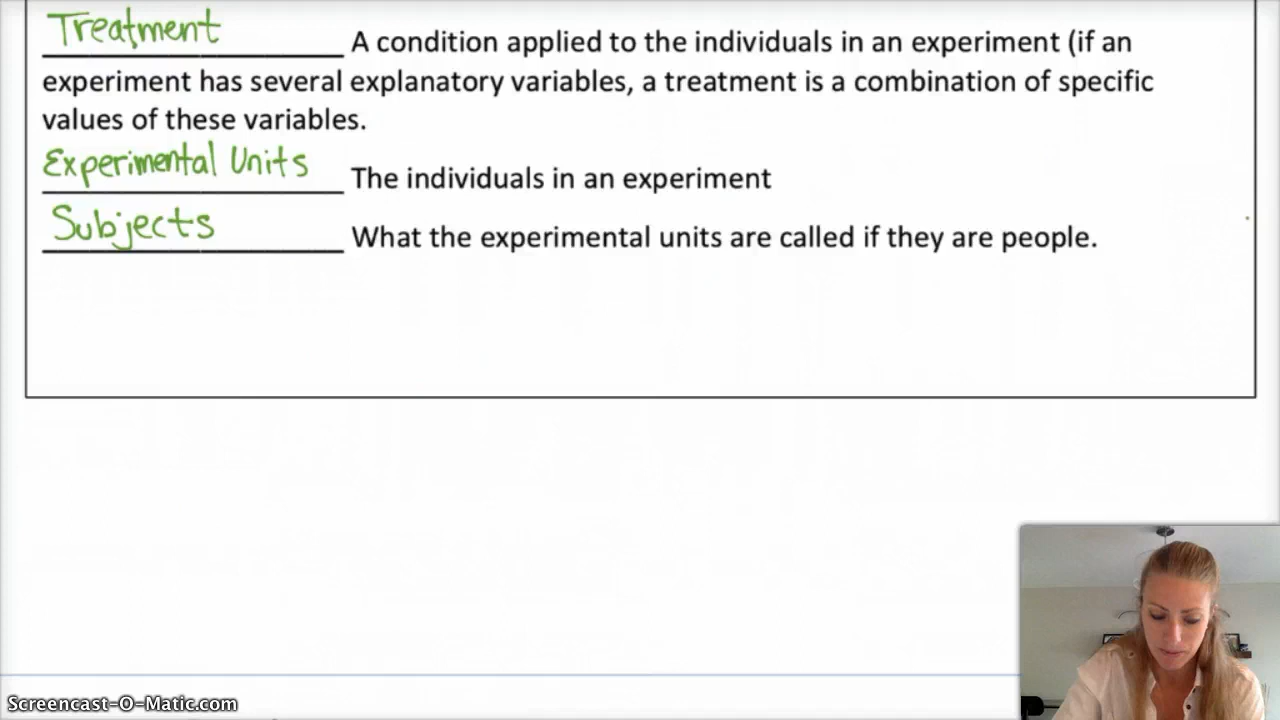 Treatment A condition applied to the individuals in an experiment (if an
experiment has several explanatory variables, a treatment is a combination of specific
values of these variables.
Experimental Units The individuals in an experiment
Subjects What the experimental units are called if they are people.
Screencast-O-Matic.com